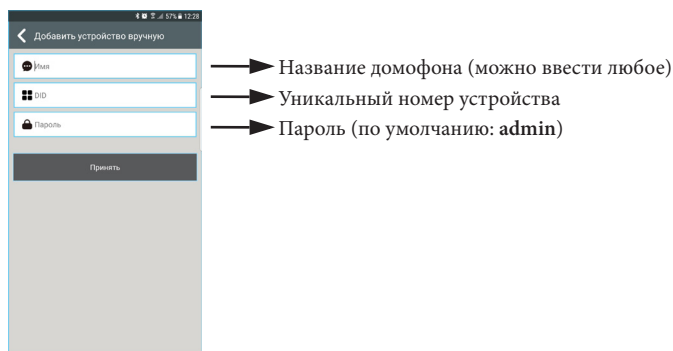 57% 12:28
Добавить устройство вручную
Имя
Название домофона (можно ввести любое)
DID
Уникальный номер устройства
Пароль
Пароль (по умолчанию: admin)
Принять